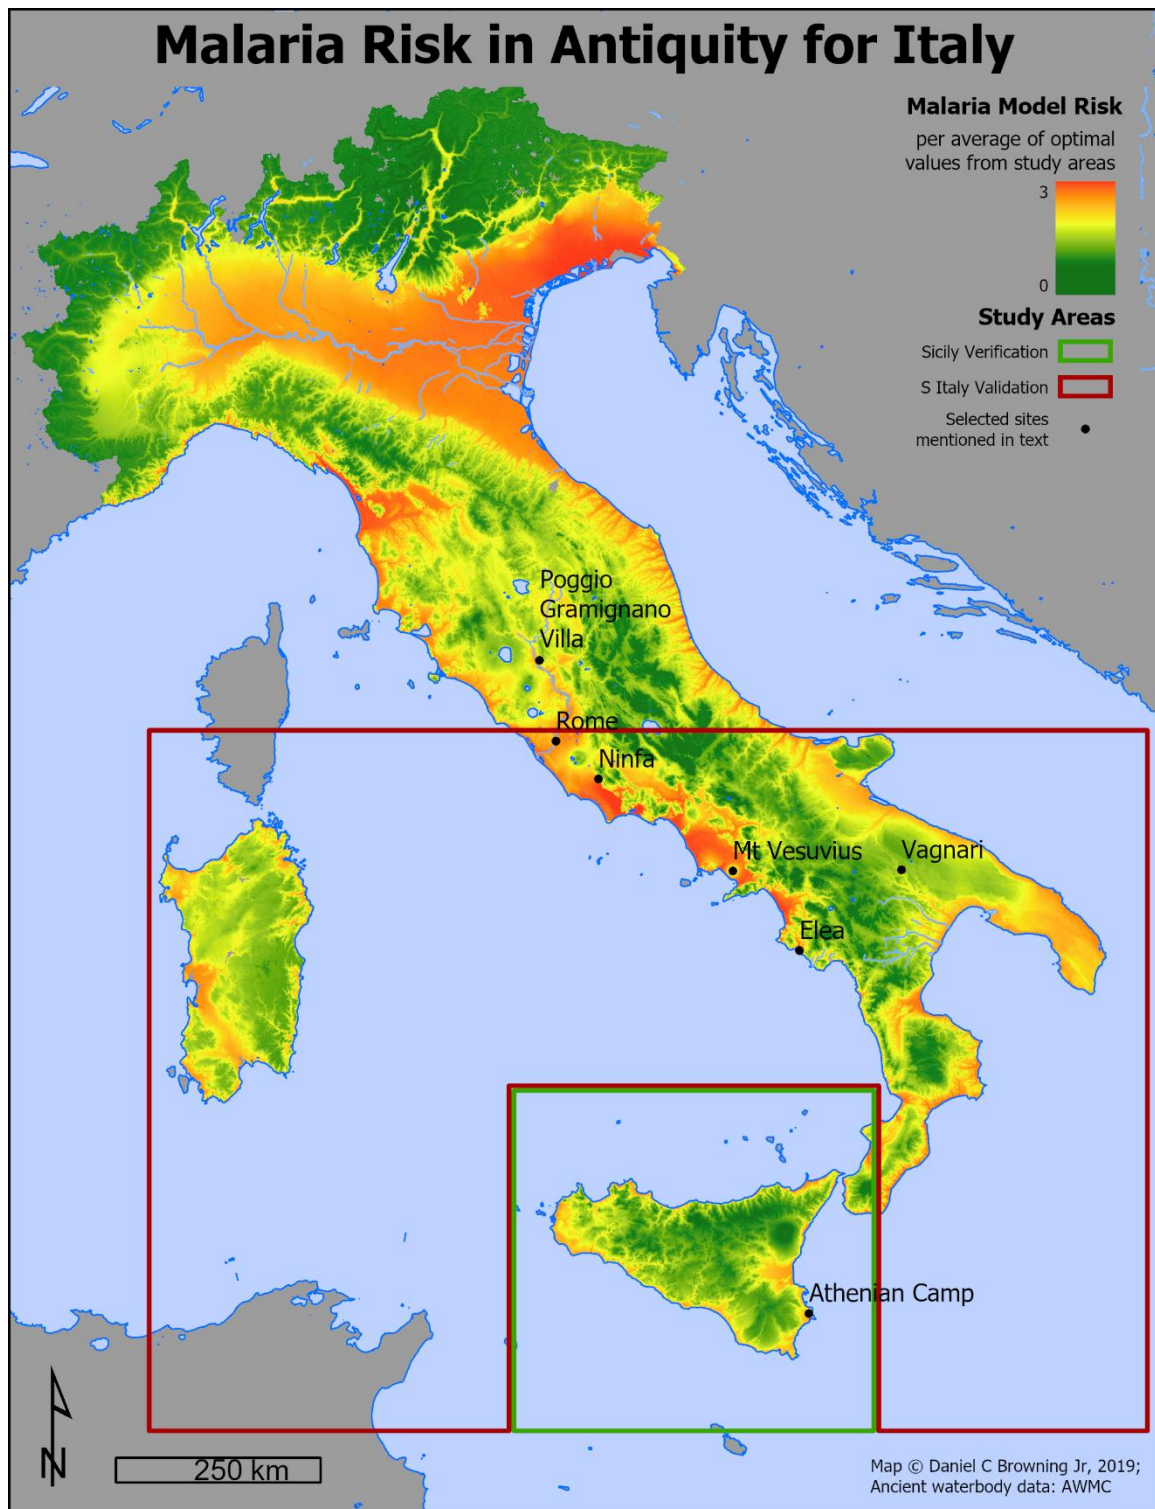 Malaria Risk in Antiquity for Italy
Malaria Model Risk
per average of optimal
values from study areas
3
0
Study Areas
Sicily Verification
S Italy Validation
Selected sites
mentioned in text
Poggio
Gramignano
Villa
Rome
Ninfa
Mt Vesuvius
Vagnari
Elea
Athenian Camp
N
250 km
Map © Daniel C Browning Jr, 2019;
Ancient waterbody data: AWMC